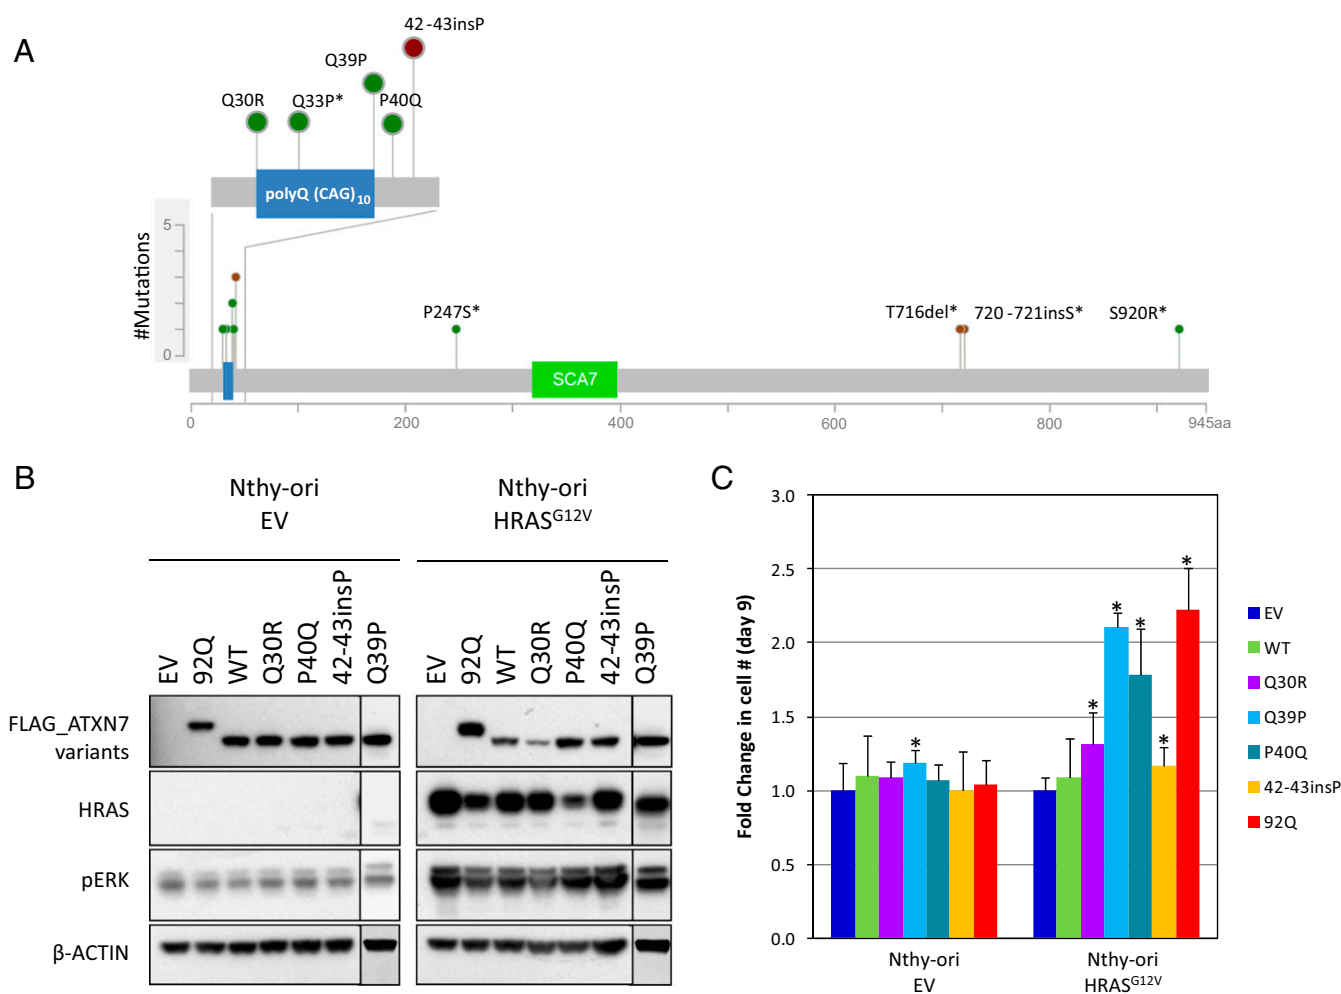 A
42-43insP
Q39P
Q30R
Q33P*
P40Q
polyQ (CAG)10
#Mutations
5
0
P247S*
T716del*
720-721insS*
S920R*
SCA7
0
200
400
600
800
945aa
B
Nthy-ori
EV
Nthy-ori
HRASG12V
EV
92Q
WT
Q30R
P40Q
42-43insP
Q39P
EV
92Q
WT
Q30R
P40Q
42-43insP
Q39P
FLAG_ATXN7
variants
HRAS
pERK
β-ACTIN
C
Fold Change in cell # (day 9)
3.0
2.5
2.0
1.5
1.0
0.5
0.0
*
*
*
*
*
*
Nthy-ori
EV
Nthy-ori
HRASG12V
EV
WT
Q30R
Q39P
P40Q
42-43insP
92Q